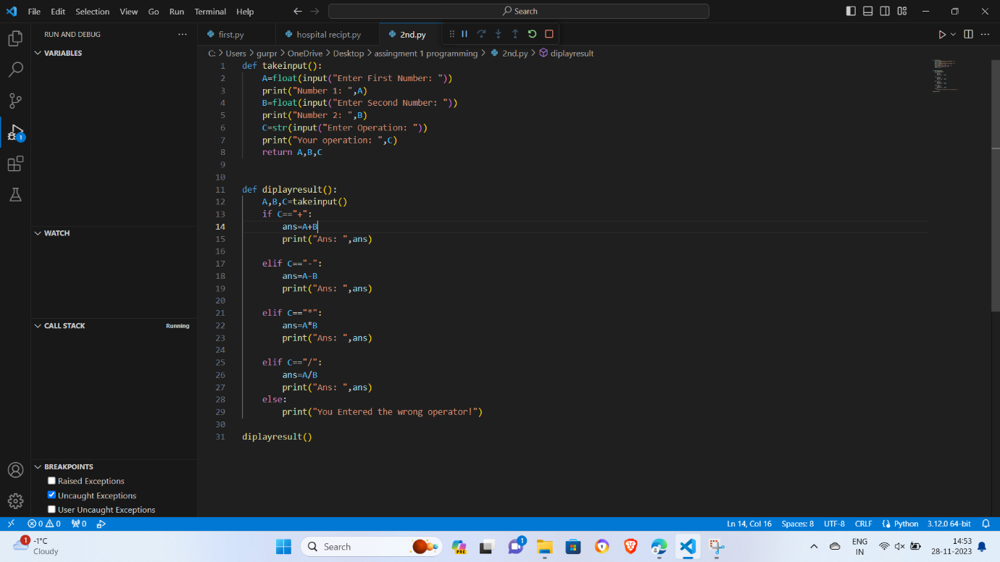 File Edit Selection View Go Run Terminal Help
Search
RUN AND DEBUG
first.py
hospital recipt.py
2nd.py
C: > Users > gurpr > OneDrive > Desktop > assingment 1 programming > 2nd.py > diplayresult
VARIABLES
1 def takeinput():
2 A=float(input("Enter First Number: "))
3 print("Number 1: ",A)
4 B=float(input("Enter Second Number: "))
5 print("Number 2: ",B)
6 C=str(input("Enter Operation: "))
7 print("Your operation: ",C)
8 return A,B,C
9
10
11 def diplayresult():
12 A,B,C=takeinput()
13 if C=="+":
14 ans=A+B
15 print("Ans: ",ans)
16
17 elif C=="-":
18 ans=A-B
19 print("Ans: ",ans)
20
21 elif C=="*":
22 ans=A*B
23 print("Ans: ",ans)
24
25 elif C=="/":
26 ans=A/B
27 print("Ans: ",ans)
28 else:
29 print("You Entered the wrong operator!")
30
31 diplayresult()
1
WATCH
CALL STACK
Running
BREAKPOINTS
Raised Exceptions
Uncaught Exceptions
User Uncaught Exceptions
0 0 0
Ln 14, Col 16 Spaces: 8 UTF-8 CRLF Python 3.12.0 64-bit
1
-1°C
Cloudy
Search
PRE
1
ENG
IN
14:53
28-11-2023